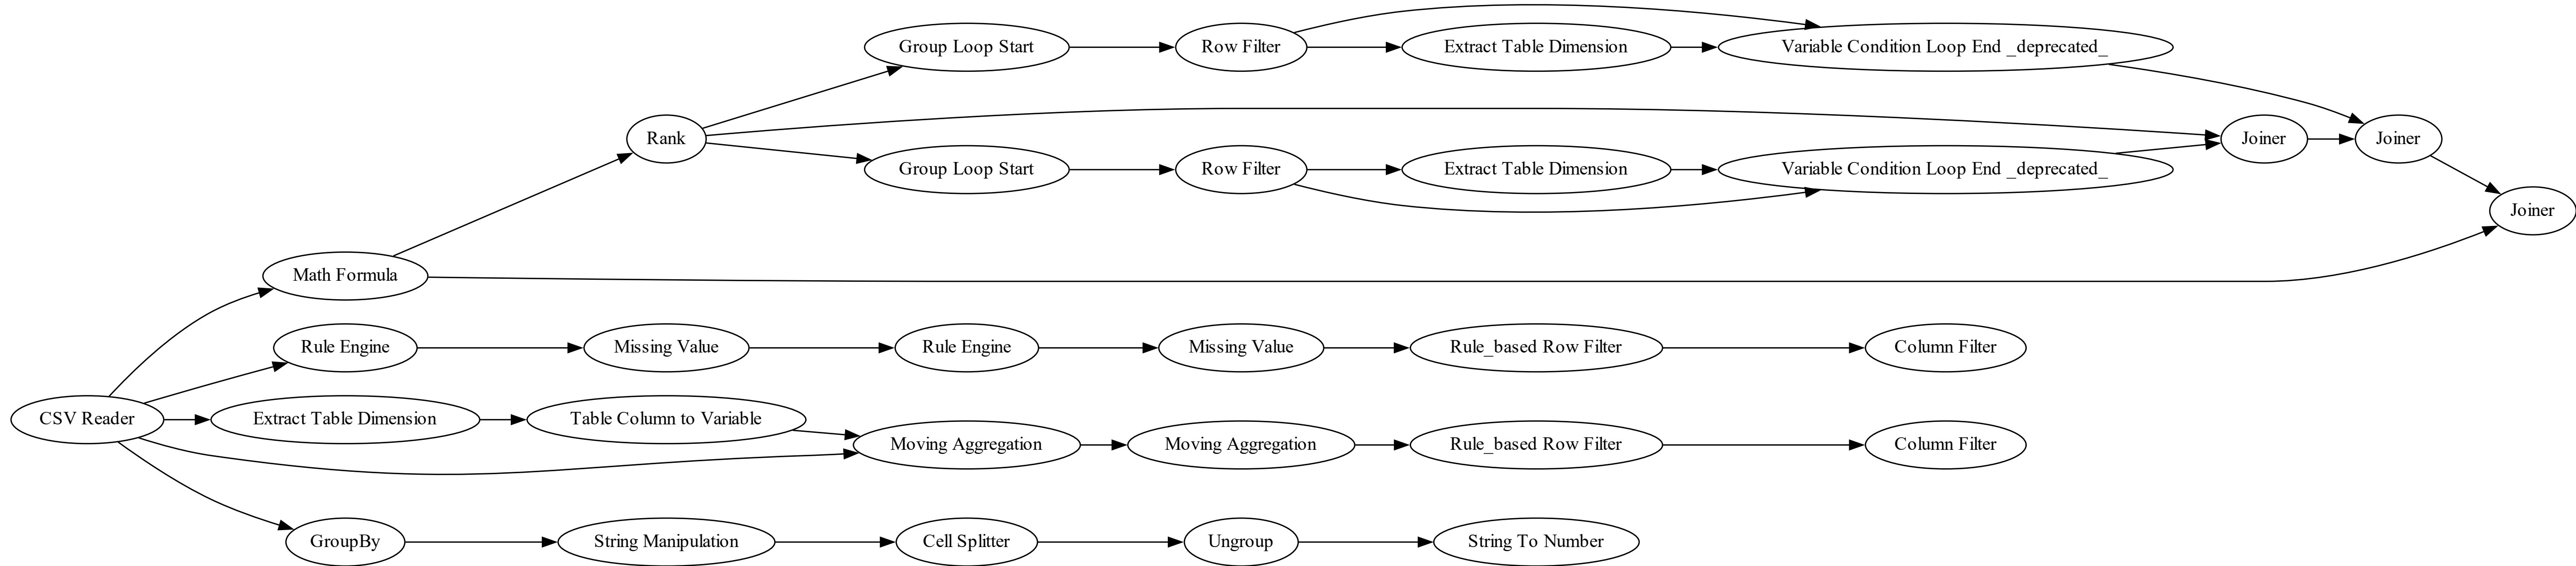 Group Loop Start
Row Filter
Extract Table Dimension
Variable Condition Loop End _deprecated_
Rank
Joiner
Joiner
Group Loop Start
Row Filter
Extract Table Dimension
Variable Condition Loop End _deprecated_
Joiner
Math Formula
Rule Engine
Missing Value
Rule Engine
Missing Value
Rule_based Row Filter
Column Filter
CSV Reader
Extract Table Dimension
Table Column to Variable
Moving Aggregation
Moving Aggregation
Rule_based Row Filter
Column Filter
GroupBy
String Manipulation
Cell Splitter
Ungroup
String To Number